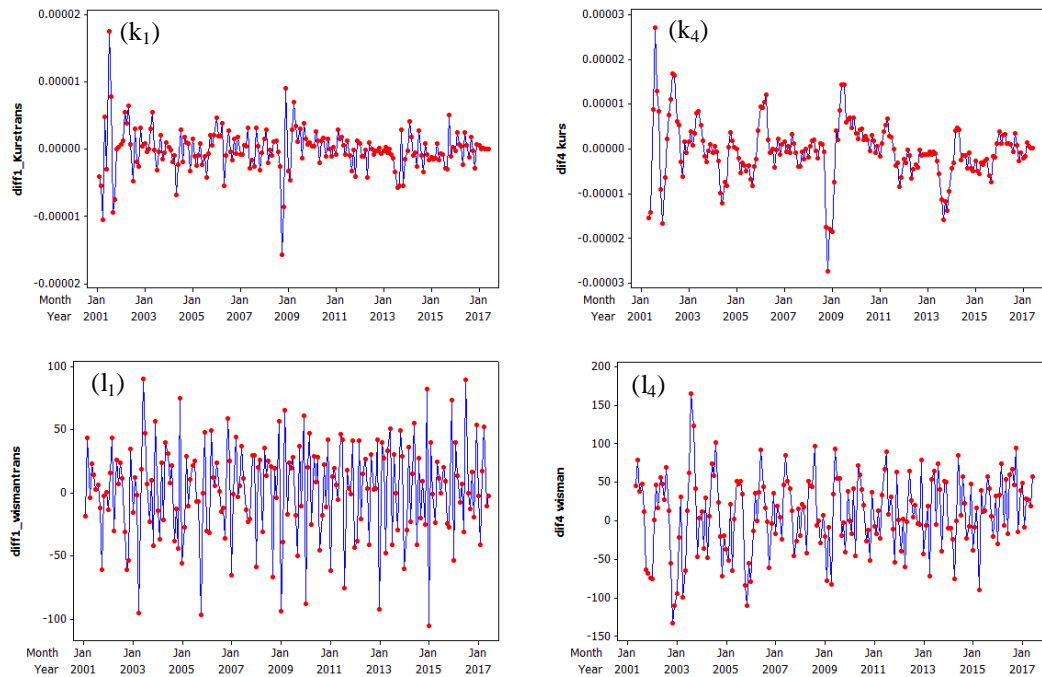 (k₁)
diff1_Kurstrans
0.00002
0.00001
0.00000
-0.00001
-0.00002
Month Jan Jan Jan Jan Jan Jan Jan Jan Jan
Year 2001 2003 2005 2007 2009 2011 2013 2015 2017
(k₄)
dif4 kurs
0.00003
0.00002
0.00001
0.00000
-0.00001
-0.00002
-0.00003
Month Jan Jan Jan Jan Jan Jan Jan Jan Jan
Year 2001 2003 2005 2007 2009 2011 2013 2015 2017
(l₁)
diff1_wismantrans
100
50
0
-50
-100
Month Jan Jan Jan Jan Jan Jan Jan Jan Jan
Year 2001 2003 2005 2007 2009 2011 2013 2015 2017
(l₄)
dif4 wisman
200
150
100
50
0
-50
-100
-150
Month Jan Jan Jan Jan Jan Jan Jan Jan Jan
Year 2001 2003 2005 2007 2009 2011 2013 2015 2017